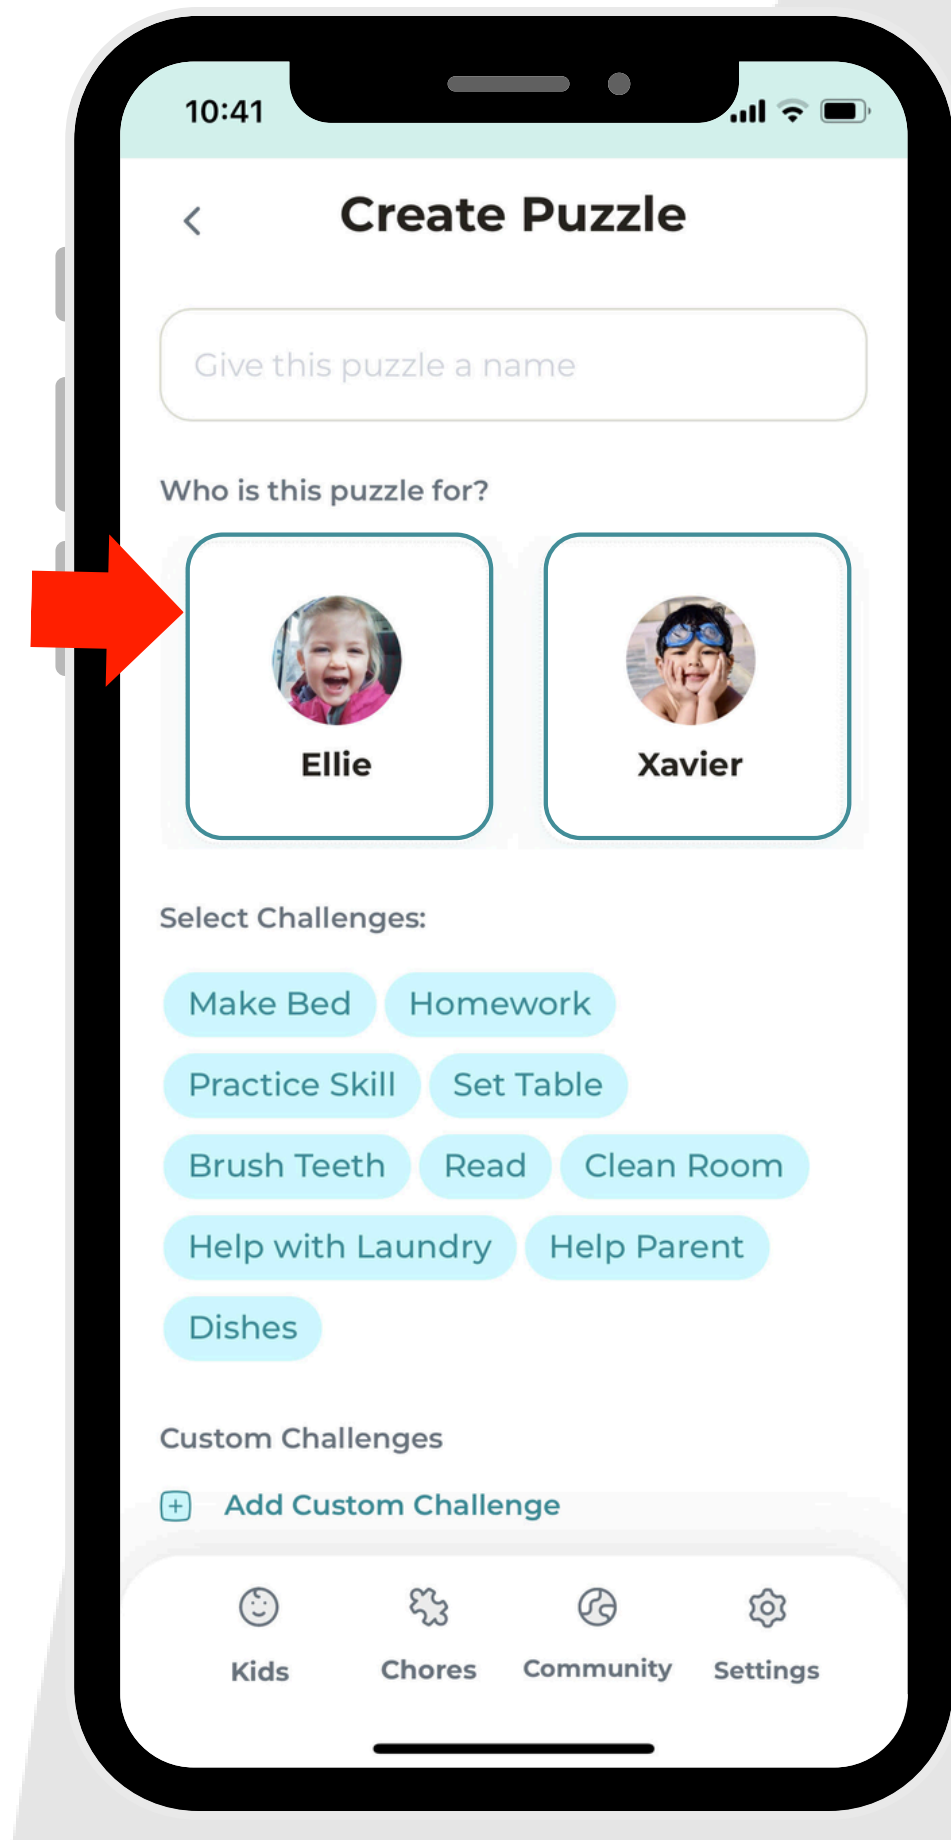 10:41
Create Puzzle
Give this puzzle a name
Who is this puzzle for?
Ellie Xavier
Select Challenges:
Make Bed Homework
Practice Skill Set Table
Brush Teeth Read Clean Room
Help with Laundry Help Parent
Dishes
Custom Challenges
Add Custom Challenge
Kids Chores Community Settings